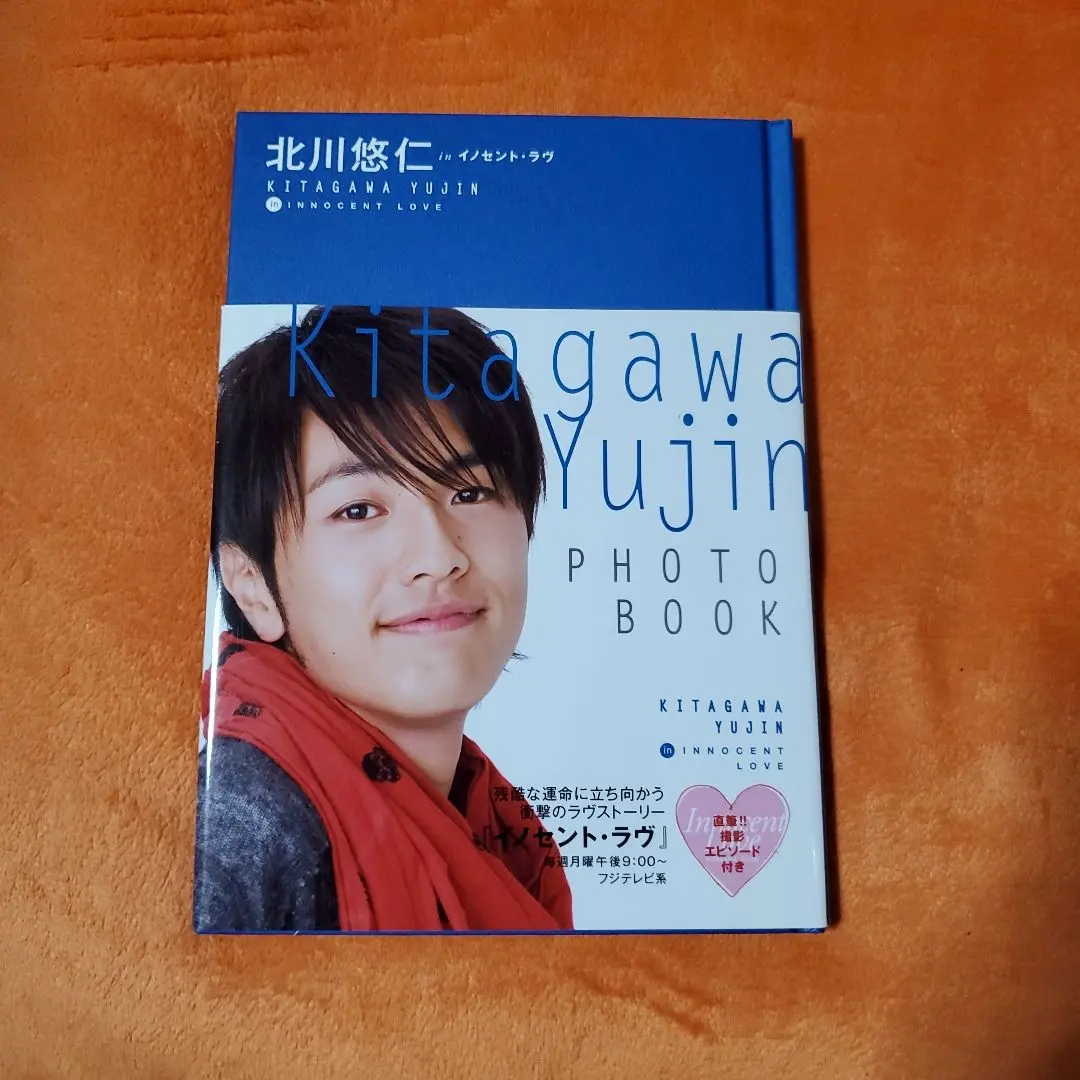 北川悠仁 in イノセント・ラヴ
KITAGAWA YUJIN
in INNOCENT LOVE
Kitagawa
Yujin
PHOTO
BOOK
KITAGAWA
YUJIN
in INNOCENT
LOVE
残酷な運命に立ち向かう
衝撃のラヴストーリー
『イノセント・ラヴ』
毎週月曜午後9:00〜
フジテレビ系
Innocent
Love
直筆!!
撮影
エピソード
付き